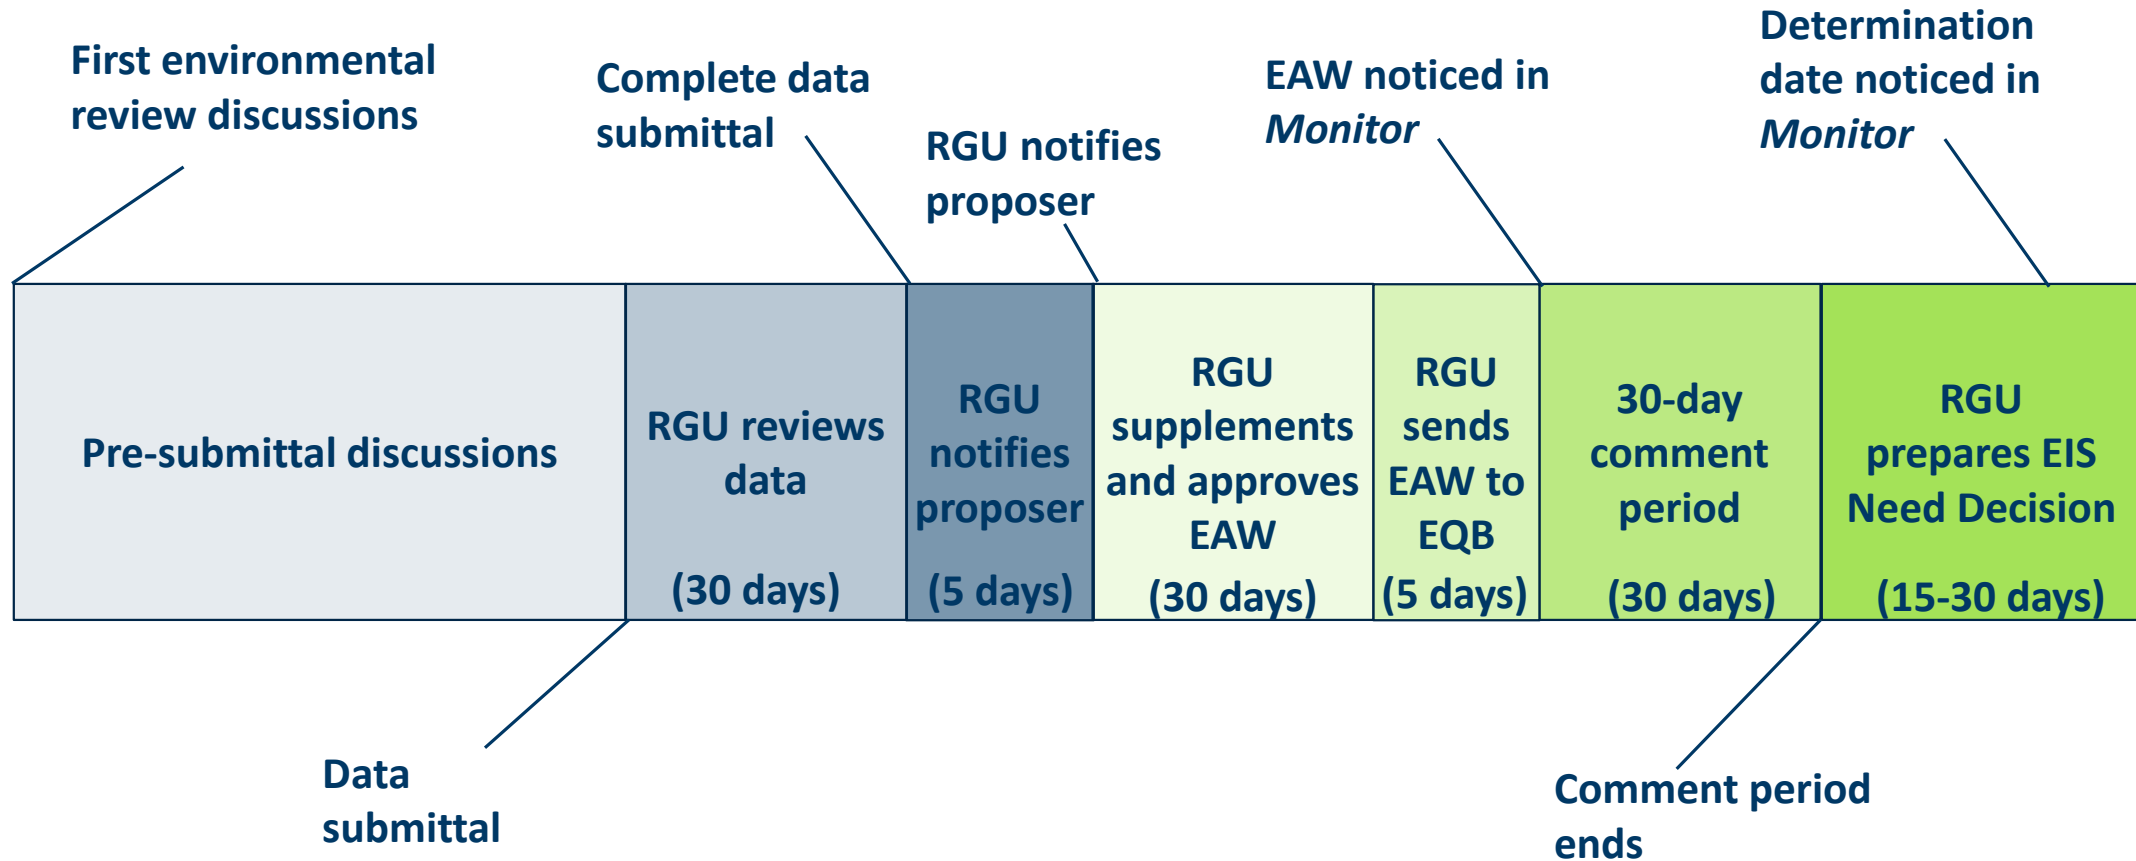 First environmental
review discussions
Complete data
submittal
RGU notifies
proposer
EAW noticed in
Monitor
Determination
date noticed in
Monitor
Pre-submittal discussions
RGU reviews
data
(30 days)
RGU
notifies
proposer
(5 days)
RGU
supplements
and approves
EAW
(30 days)
RGU
sends
EAW to
EQB
(5 days)
30-day
comment
period
(30 days)
RGU
prepares EIS
Need Decision
(15-30 days)
Data
submittal
Comment period
ends